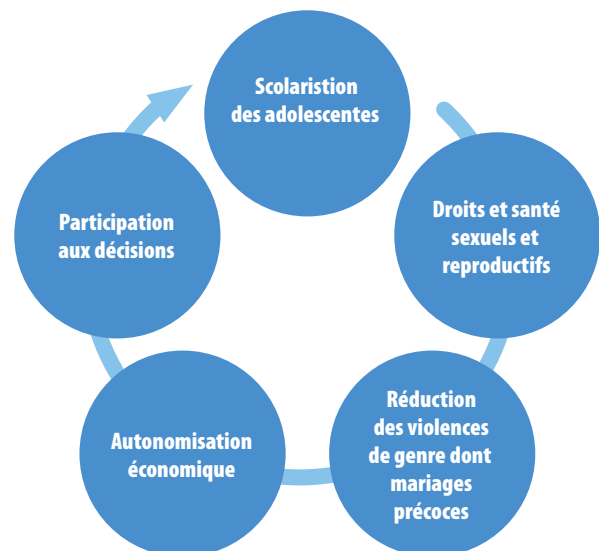 Scolaristion
des adolescentes
Droits et santé
sexuels et
reproductifs
Réduction
des violences
de genre dont
mariages
précoces
Autonomisation
économique
Participation
aux décisions